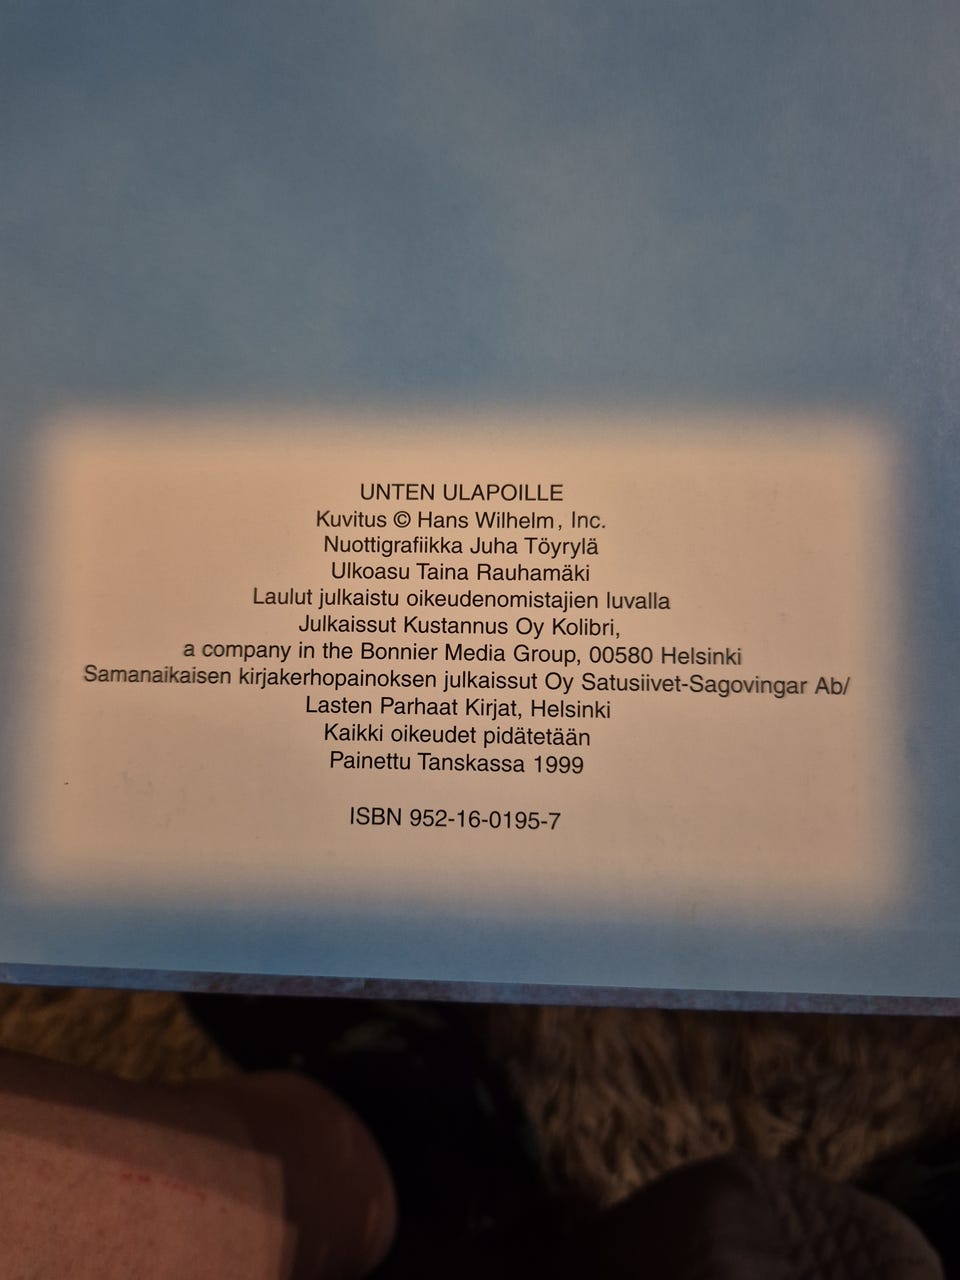 UNTEN ULAPOILLE
Kuvitus © Hans Wilhelm, Inc.
Nuottigrafiikka Juha Töyrylä
Ulkoasu Taina Rauhamäki
Laulut julkaistu oikeudenomistajien luvalla
Julkaissut Kustannus Oy Kolibri,
a company in the Bonnier Media Group, 00580 Helsinki
Samanaikaisen kirjakerhopainoksen julkaissut Oy Satusiivet-Sagovingar Ab/
Lasten Parhaat Kirjat, Helsinki
Kaikki oikeudet pidätetään
Painettu Tanskassa 1999
ISBN 952-16-0195-7